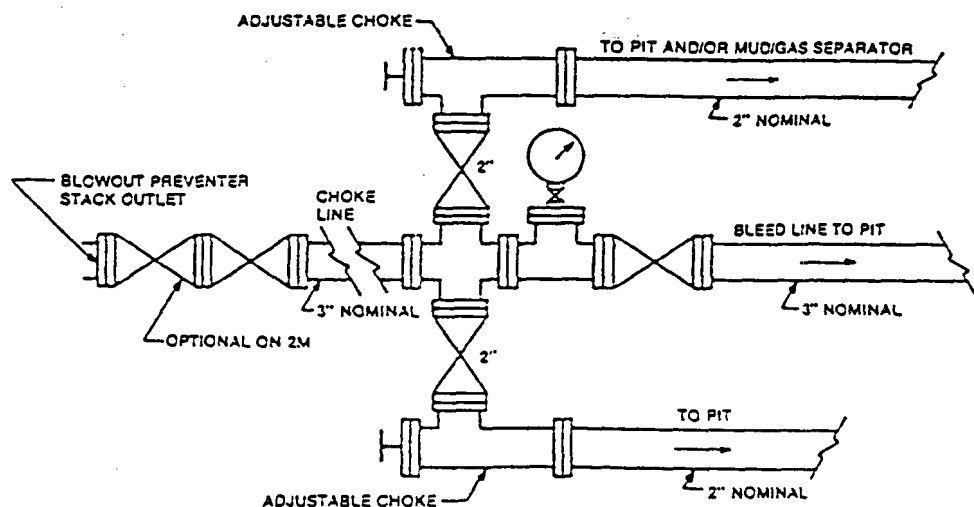 ADJUSTABLE CHOKE
TO PIT AND/OR MUD/GAS SEPARATOR
2" NOMINAL
2"
BLOWOUT PREVENTER
STACK OUTLET
CHOKE
LINE
BLEED LINE TO PIT
3" NOMINAL
3" NOMINAL
OPTIONAL ON 2M
2"
TO PIT
ADJUSTABLE CHOKE
2" NOMINAL